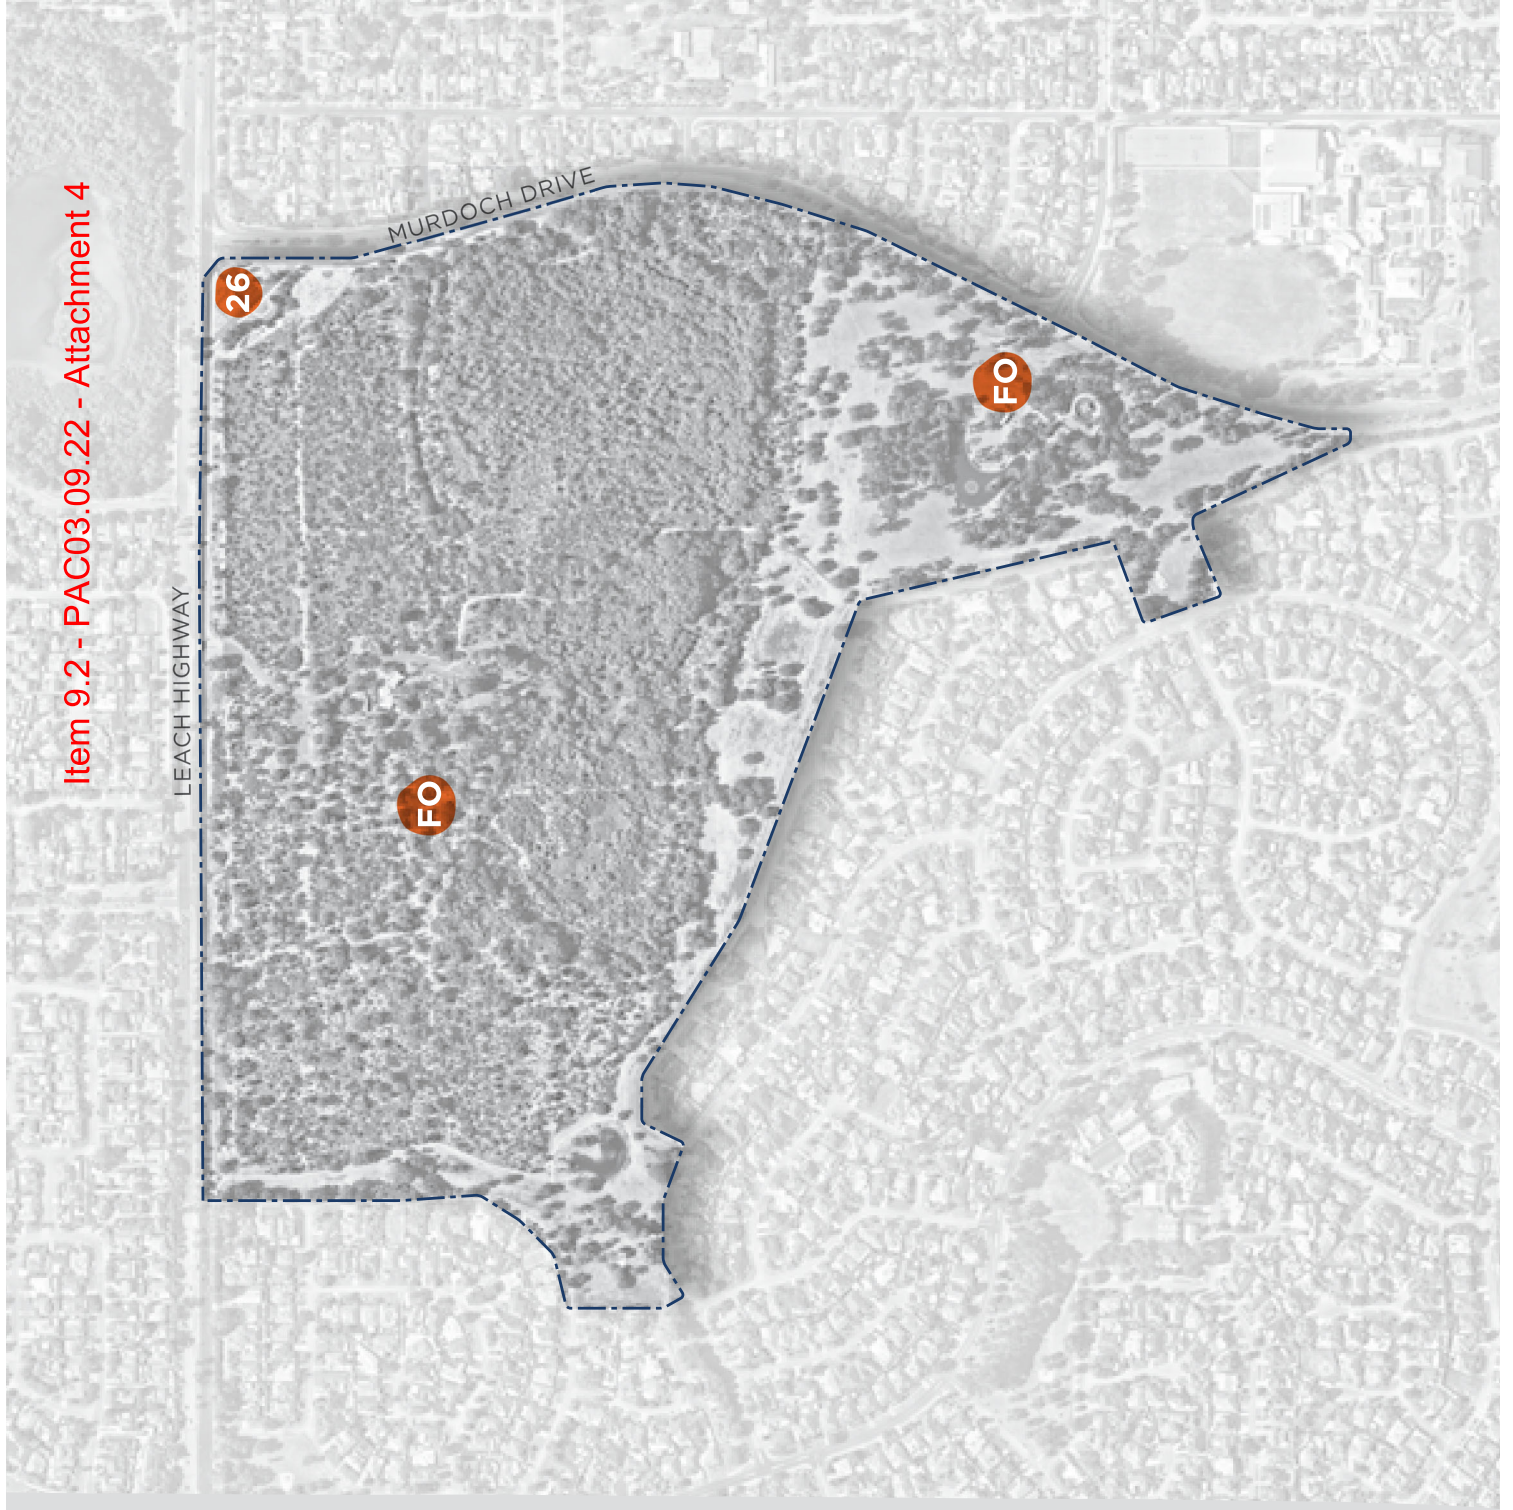 Item 9.2 - PAC03.09.22 - Attachment 4
LEACH HIGHWAY
MURDOCH DRIVE
26
FO
FO